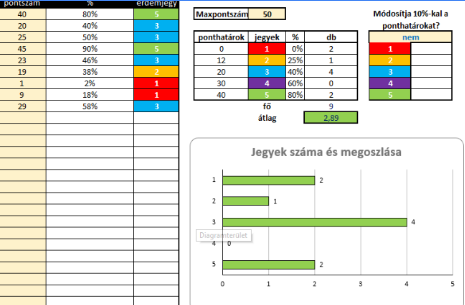 pontszám % érdemjegy
40 80% 5
20 40% 3
25 50% 3
45 90% 5
23 46% 3
19 38% 2
1 2% 1
9 18% 1
29 58% 3
Maxpontszám 50
ponthatárok jegyek % db
0 1 0% 2
12 2 25% 1
20 3 40% 4
30 4 60% 0
40 5 80% 2
fő 9
átlag 2,89
Módosítja 10%-kal a
ponthatárokat?
nem
1
2
3
4
5
Jegyek száma és megoszlása
1 2
2 1
3 4
Diagramterület
4 0
5 2
0 1 2 3 4 5